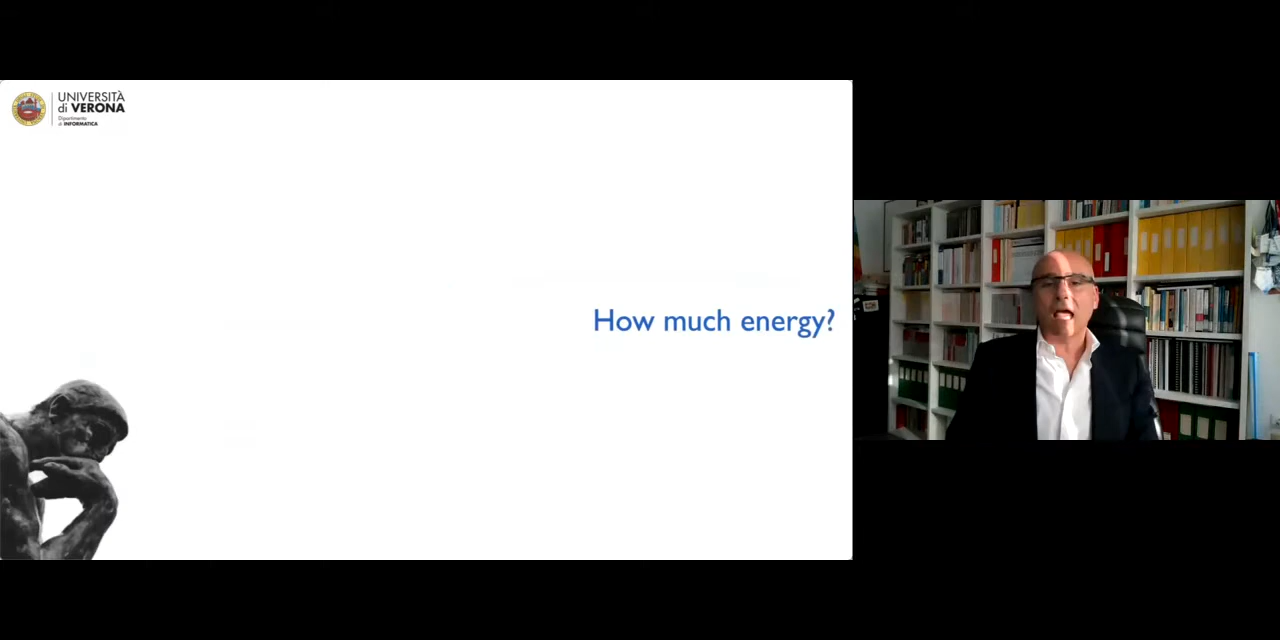 UNIVERSITÀ
di VERONA
Dipartimento
di INFORMATICA
How much energy?